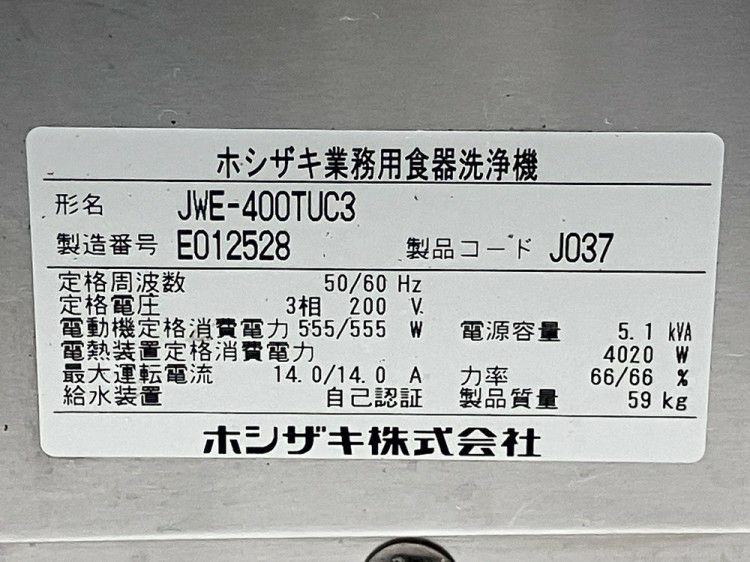 ホシザキ業務用食器洗浄機
形名 JWE-400TUC3
製造番号 E012528 製品コード J037
定格周波数 50/60 Hz
定格電圧 3相 200 V
電動機定格消費電力 555/555 W 電源容量 5.1 kVA
電熱装置定格消費電力 4020 W
最大運転電流 14.0/14.0 A 力率 66/66 %
給水装置 自己認証 製品質量 59 kg
ホシザキ株式会社